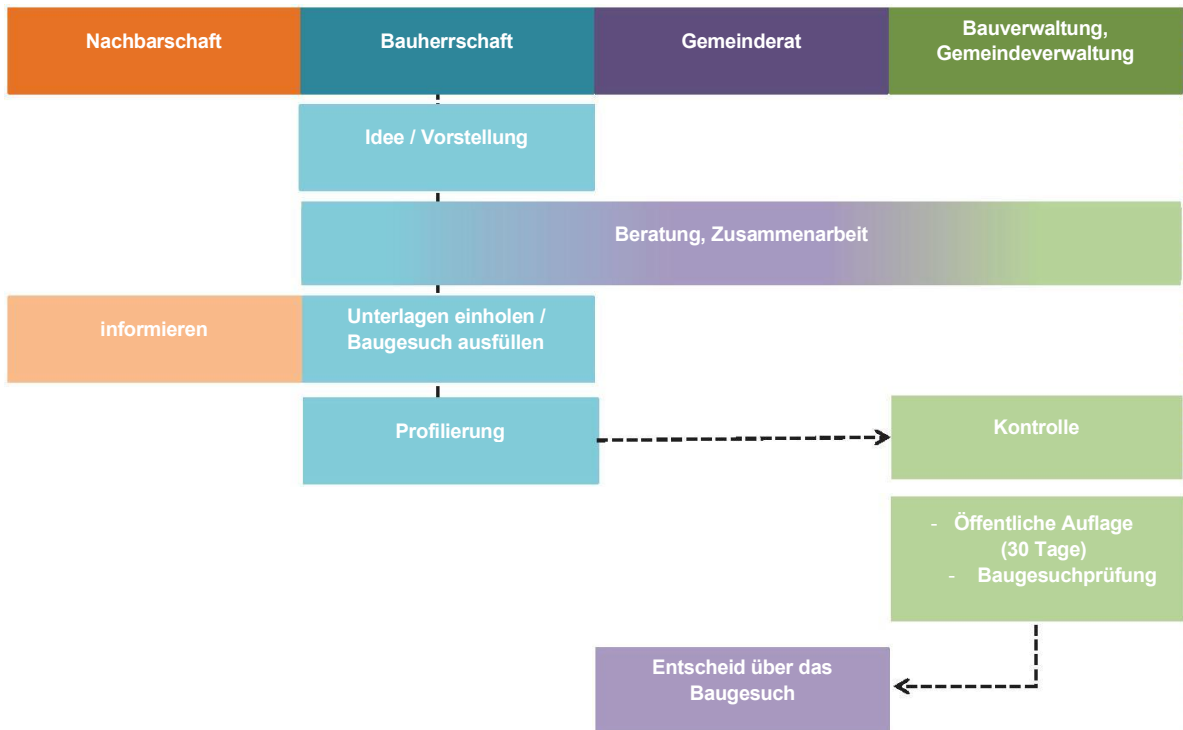 Nachbarschaft
Bauherrschaft
Gemeinderat
Bauverwaltung,
Gemeindeverwaltung
Idee / Vorstellung
Beratung, Zusammenarbeit
informieren
Unterlagen einholen /
Baugesuch ausfüllen
Profilierung
Kontrolle
- Öffentliche Auflage
(30 Tage)
- Baugesuchprüfung
Entscheid über das
Baugesuch